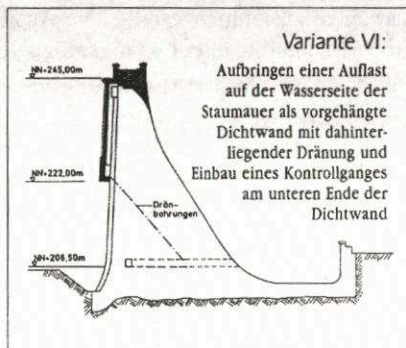 Variante VI:
Aufbringen einer Auflast
auf der Wasserseite der
Staumauer als vorgehängte
Dichtwand mit dahinter-
liegender Dränung und
Einbau eines Kontrollganges
am unteren Ende der
Dichtwand
NN+245,00m
NN+222,00m
Drän-
bohrungen
NN+206,50m